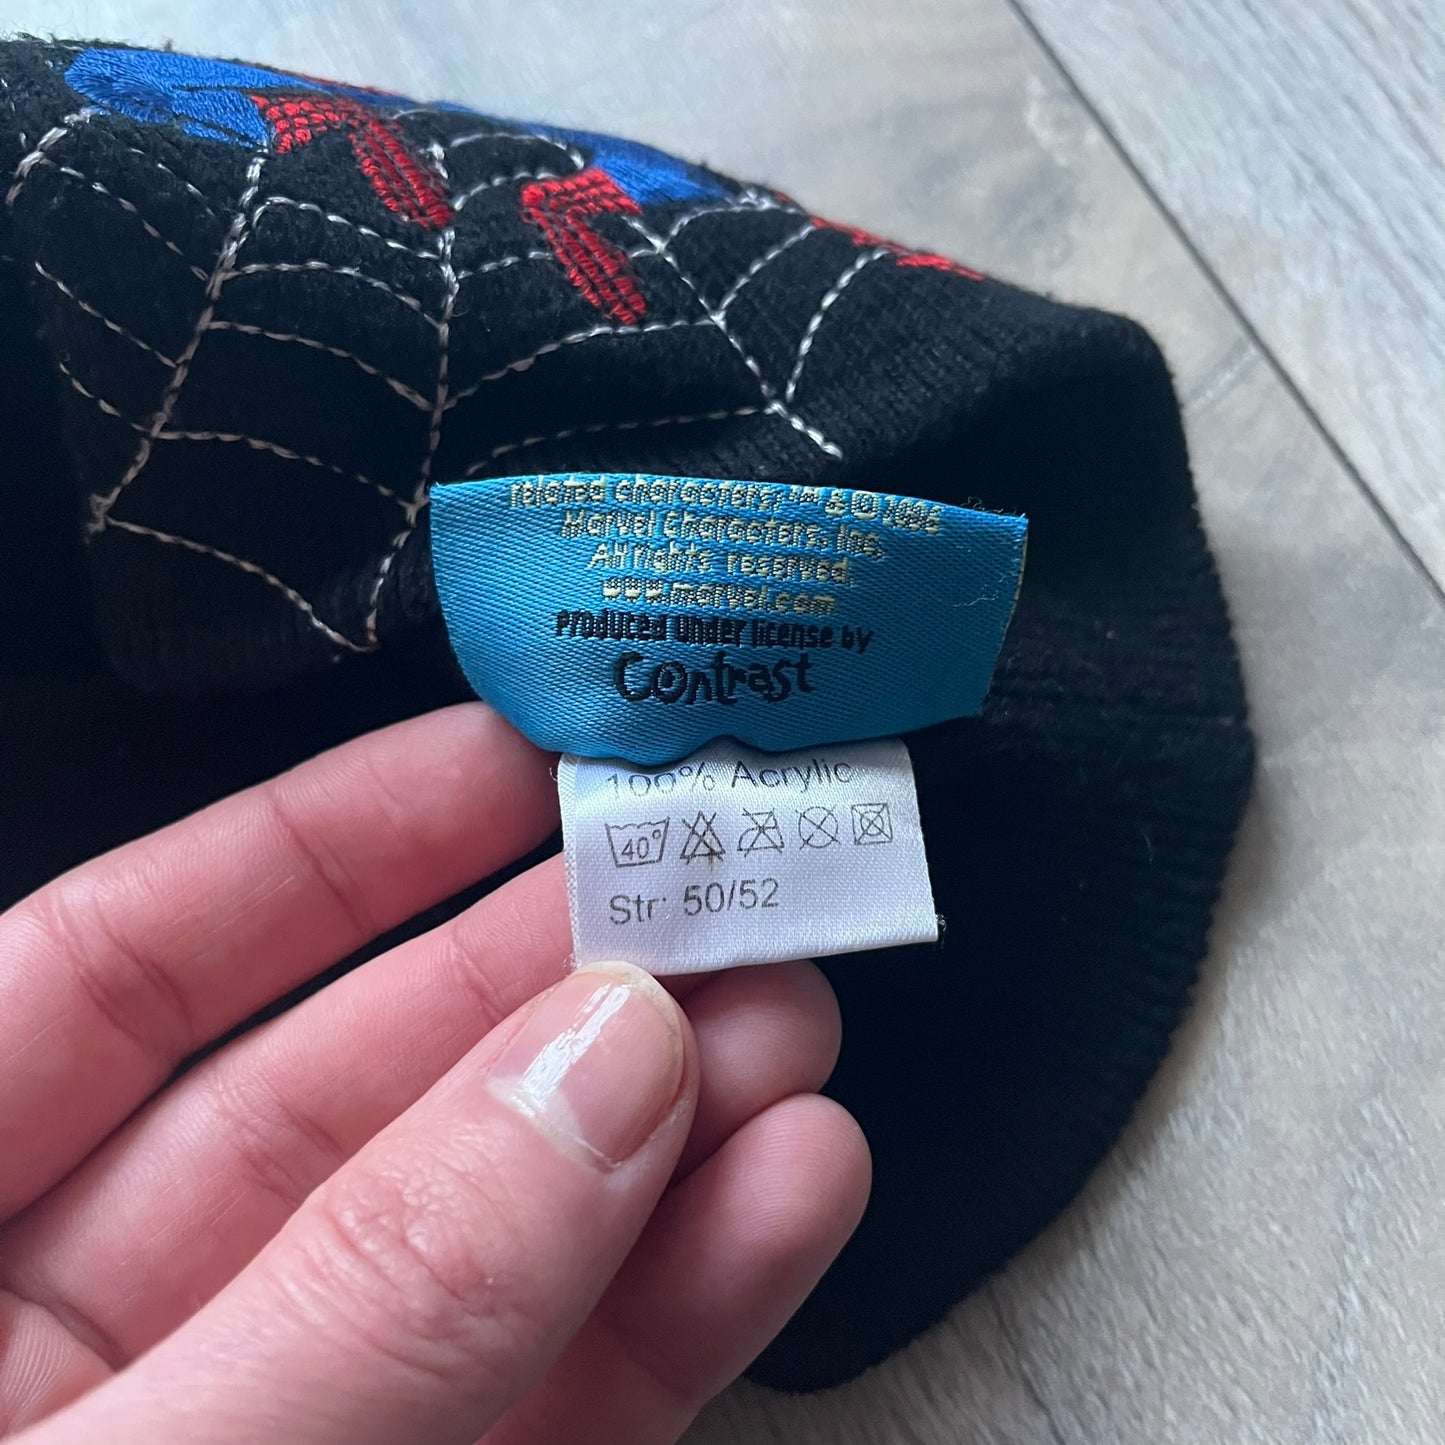 related characters: TM & © 2006
Marvel Characters, Inc.
All rights reserved.
www.marvel.com
Produced under license by
Contrast
100% Acrylic
40°
Str: 50/52